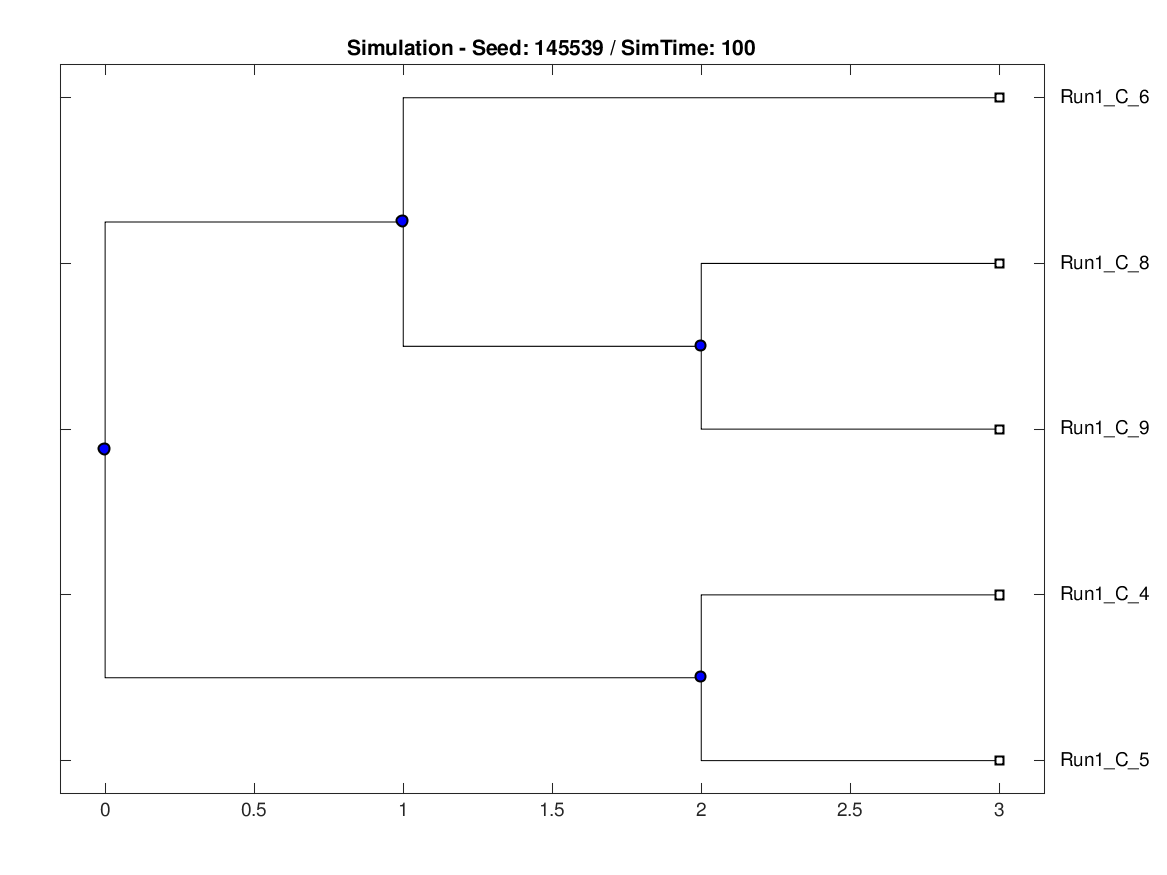 Simulation - Seed: 145539 / SimTime: 100
Run1_C_6
Run1_C_8
Run1_C_9
Run1_C_4
Run1_C_5
0 0.5 1 1.5 2 2.5 3